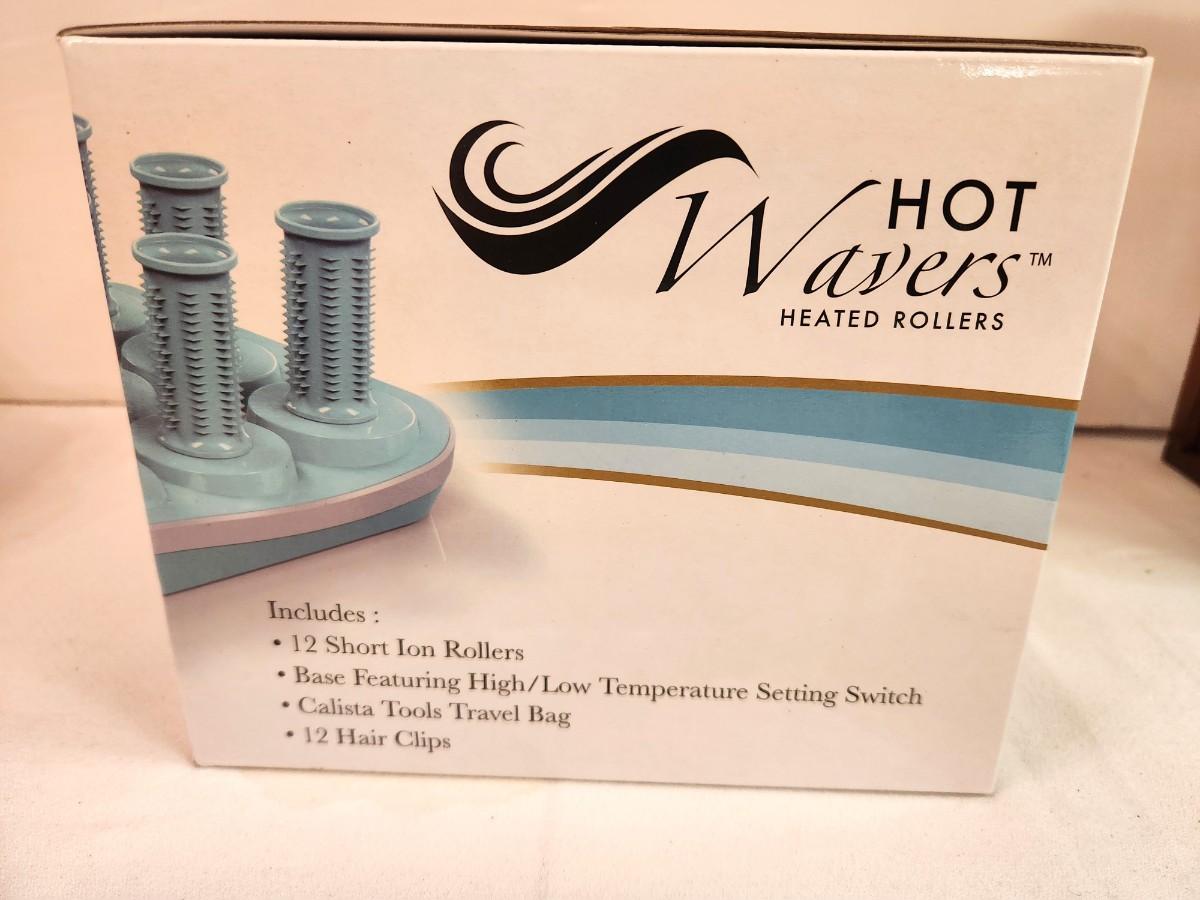 HOT
Wavers™
HEATED ROLLERS
Includes :
• 12 Short Ion Rollers
• Base Featuring High/Low Temperature Setting Switch
• Calista Tools Travel Bag
• 12 Hair Clips